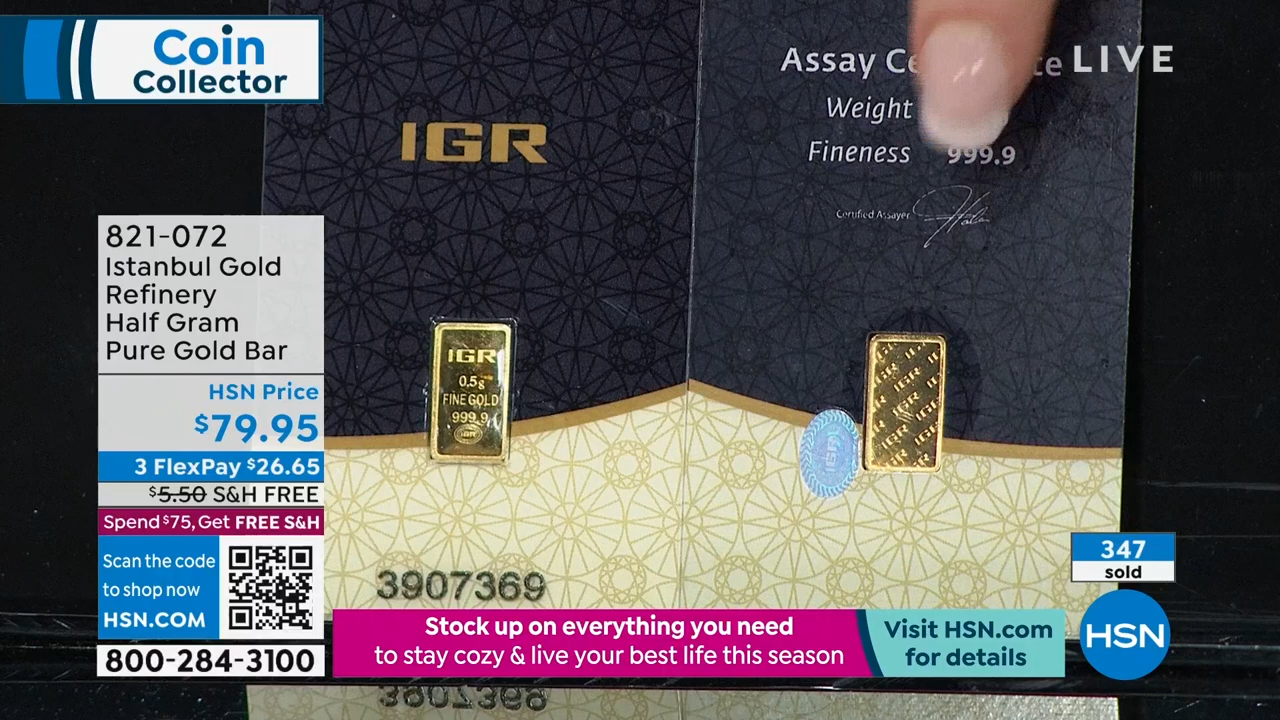 Coin
Collector
LIVE
IGR
Assay Ce te
Weight
Fineness 999.9
Certified Assayer
821-072
Istanbul Gold
Refinery
Half Gram
Pure Gold Bar
HSN Price
$79.95
3 FlexPay $26.65
$5.50 S&H FREE
Spend $75, Get FREE S&H
Scan the code
to shop now
HSN.COM
800-284-3100
IGR
0.5g
FINE GOLD
999.9
IGR
IGR
3907369
347
sold
Stock up on everything you need
to stay cozy & live your best life this season
Visit HSN.com
for details
HSN